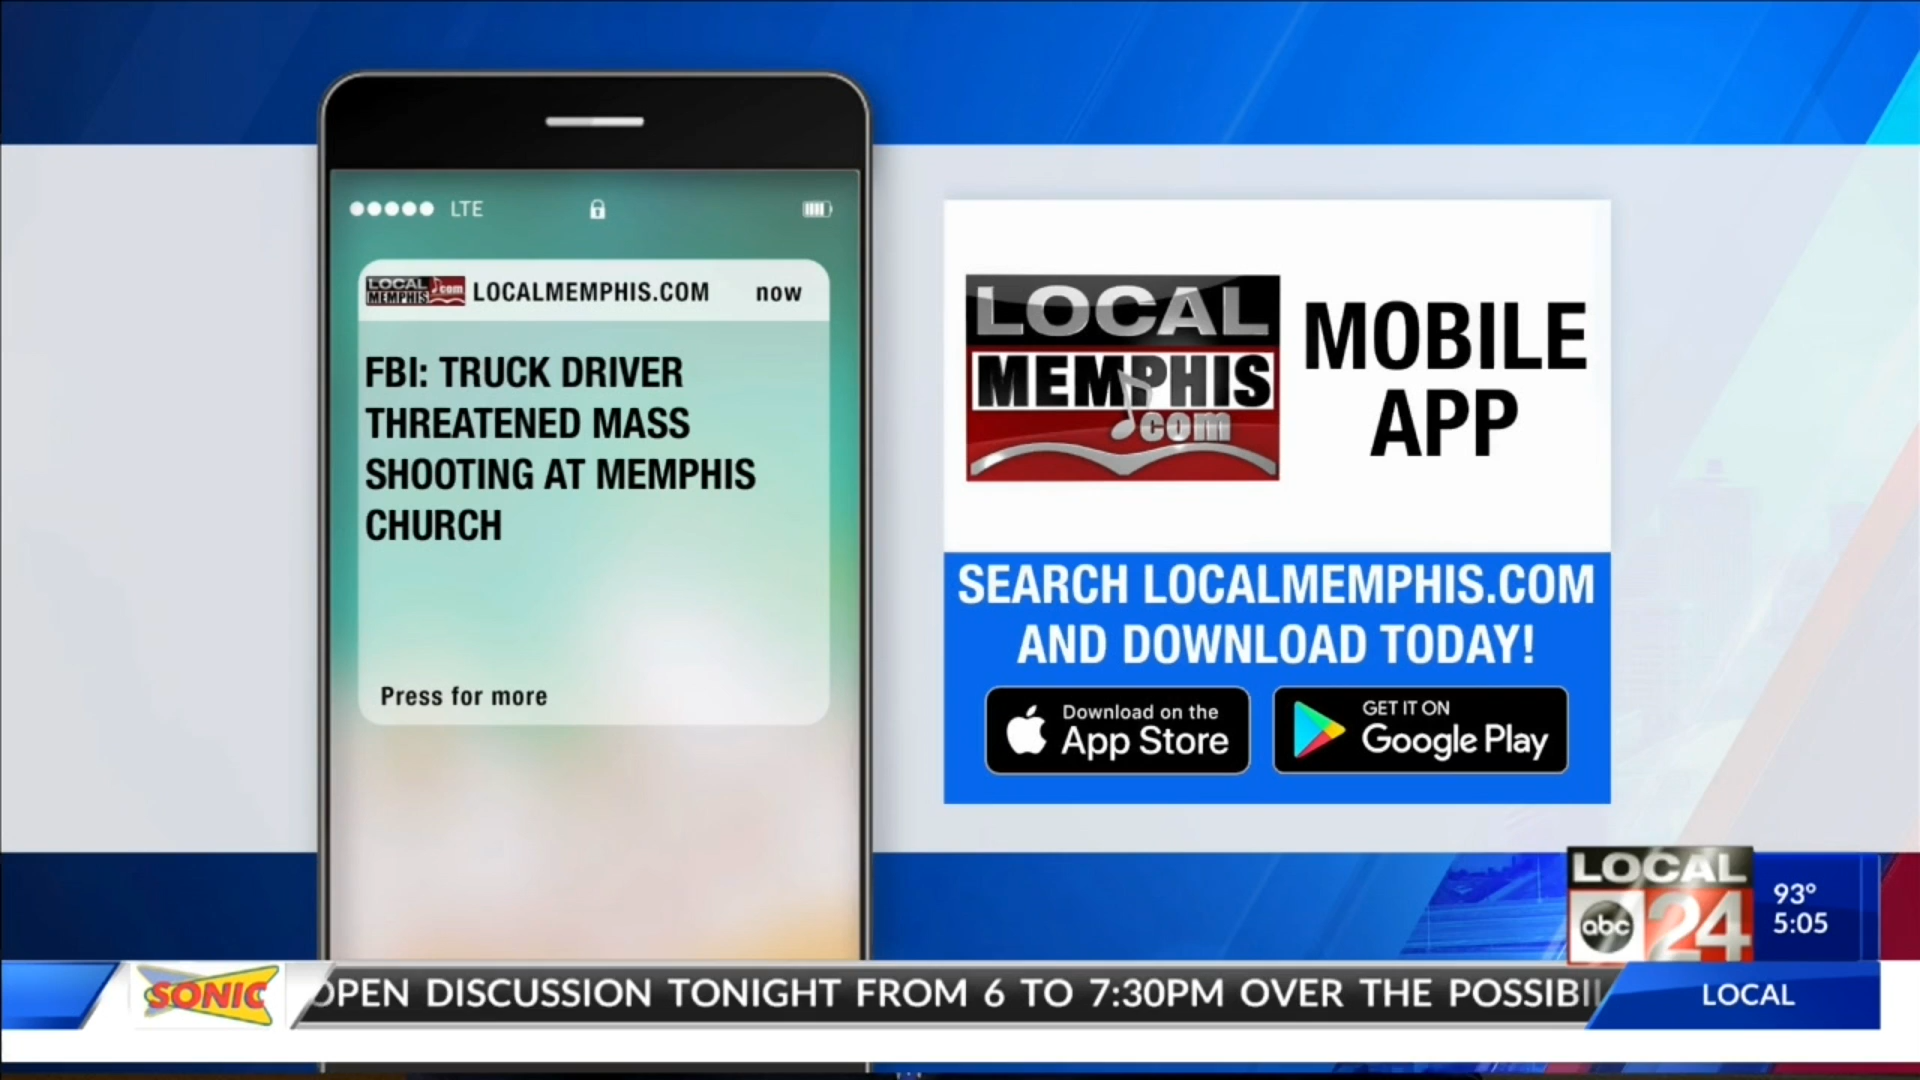 LTE
LOCAL MEMPHIS .com LOCALMEMPHIS.COM now
FBI: TRUCK DRIVER
THREATENED MASS
SHOOTING AT MEMPHIS
CHURCH
Press for more
LOCAL
MEMPHIS
.com
MOBILE
APP
SEARCH LOCALMEMPHIS.COM
AND DOWNLOAD TODAY!
Download on the
App Store
GET IT ON
Google Play
LOCAL
abc 24
93°
5:05
SONIC
OPEN DISCUSSION TONIGHT FROM 6 TO 7:30PM OVER THE POSSIBI
LOCAL